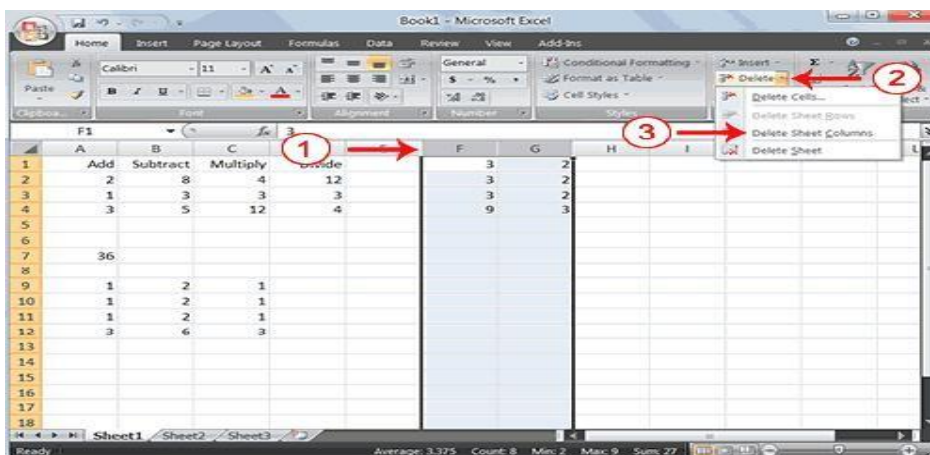 Book1 - Microsoft Excel
Home Insert Page Layout Formulas Data Review View Add-Ins
Paste
Calibri 11 A A
B I U A
General
$ - % ,
Conditional Formatting
Format as Table
Cell Styles
Insert
Delete
Σ
2
Clipboa... Font Alignment Number Styles
Delete Cells...
Delete Sheet Rows
3 Delete Sheet Columns
Delete Sheet
F1 fx 3
1
A B C F G H I L
1 Add Subtract Multiply 3 2
2 2 8 4 12 3 2
3 1 3 3 3 3 2
4 3 5 12 4 9 3
5
6
7 36
8
9 1 2 1
10 1 2 1
11 1 2 1
12 3 6 3
13
14
15
16
17
18
Sheet1 Sheet2 Sheet3
Ready Average: 3.375 Count: 8 Min: 2 Max: 9 Sum: 27